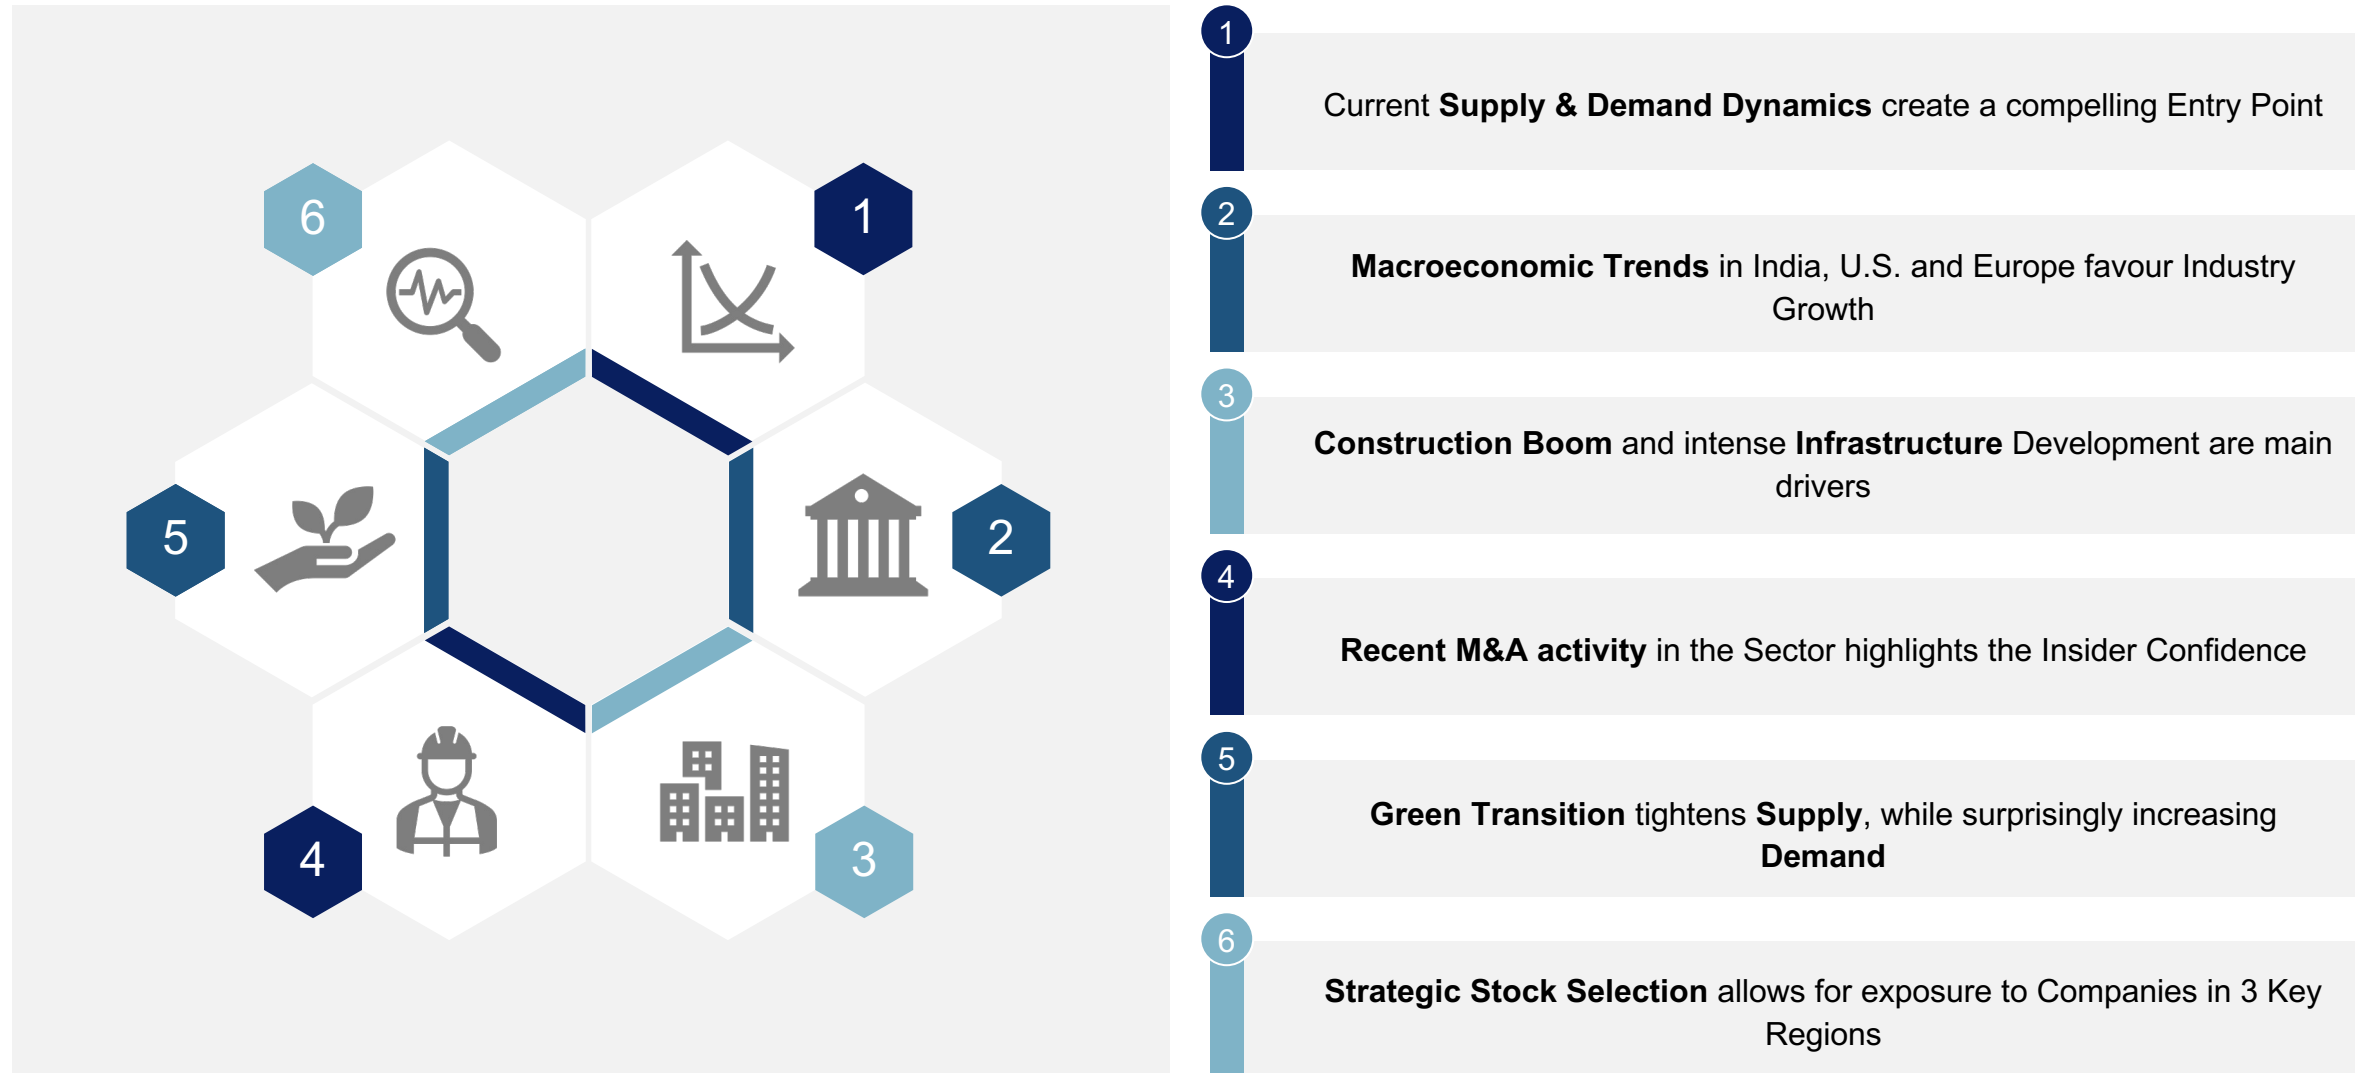 6
1
5
2
4
3
1
Current Supply & Demand Dynamics create a compelling Entry Point
2
Macroeconomic Trends in India, U.S. and Europe favour Industry
Growth
3
Construction Boom and intense Infrastructure Development are main
drivers
4
Recent M&A activity in the Sector highlights the Insider Confidence
5
Green Transition tightens Supply, while surprisingly increasing
Demand
6
Strategic Stock Selection allows for exposure to Companies in 3 Key
Regions